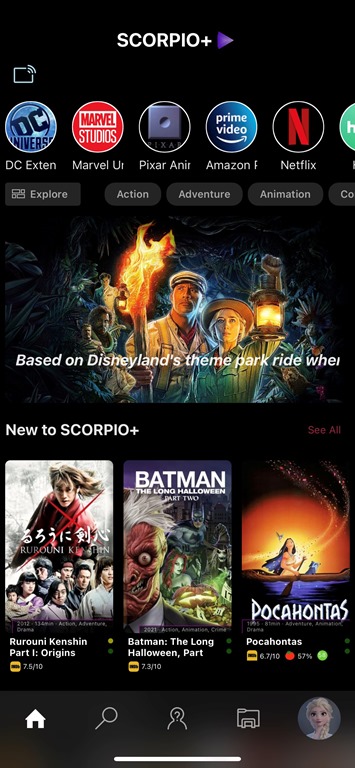 SCORPIO+
DC
UNIVERSE
MARVEL
STUDIOS
PIXAR
prime
video
N
DC Exten
Marvel Ur
Pixar Anir
Amazon F
Netflix
Explore
Action
Adventure
Animation
Co
Based on Disneyland's theme park ride wher
New to SCORPIO+
See All
るろうに剣心
RUROUNI KENSHIN
BATMAN
THE LONG HALLOWEEN
PART TWO
POCAHONTAS
2012 · 134min · Action, Adventure,
Drama
2021 · Action, Animation, Crime
1995 · 81min · Adventure, Animation,
Drama
Rurouni Kenshin
Part I: Origins
7.5/10
Batman: The Long
Halloween, Part
7.3/10
Pocahontas
6.7/10
57%